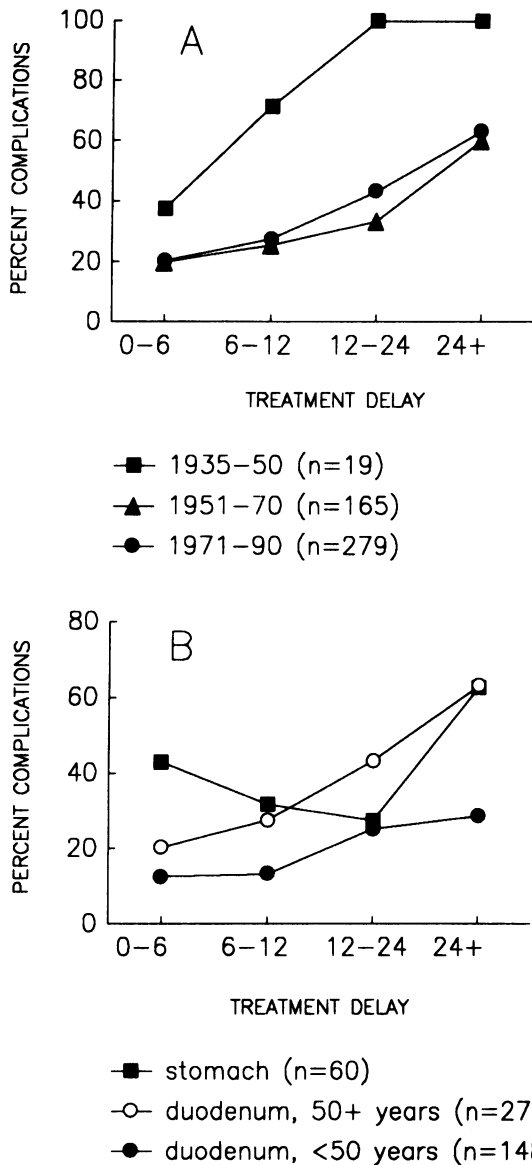 A
PERCENT COMPLICATIONS
100
80
60
40
20
0
0-6 6-12 12-24 24+
TREATMENT DELAY
1935-50 (n=19)
1951-70 (n=165)
1971-90 (n=279)
B
PERCENT COMPLICATIONS
80
60
40
20
0
0-6 6-12 12-24 24+
TREATMENT DELAY
stomach (n=60)
duodenum, 50+ years
duodenum, <50 years